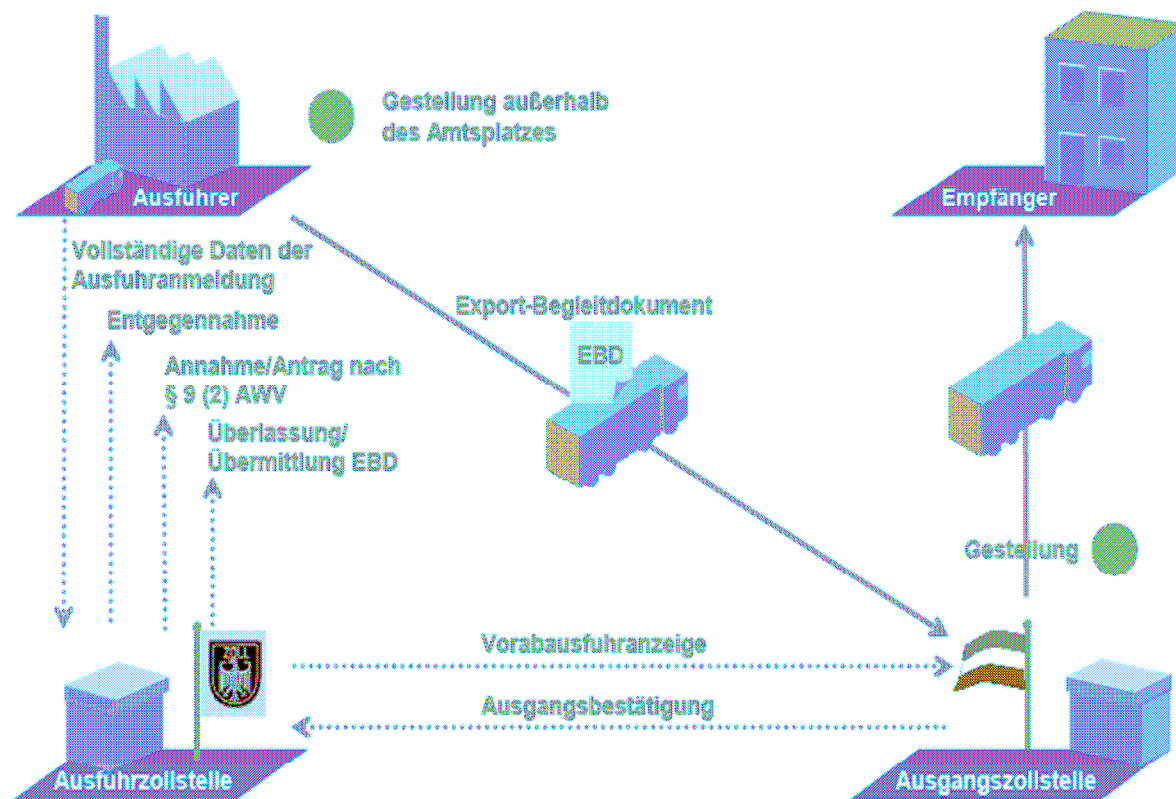 Gestellung außerhalb
des Amtsplatzes
Ausführer
Empfänger
Vollständige Daten der
Ausfuhranmeldung
Entgegennahme
Export-Begleitdokument
EBD
Annahme/Antrag nach
§ 9 (2) AWV
Überlassung/
Übermittlung EBD
Gestellung
ZOLL
Vorabausfuhranzeige
Ausgangsbestätigung
Ausfuhrzollstelle
Ausgangszollstelle